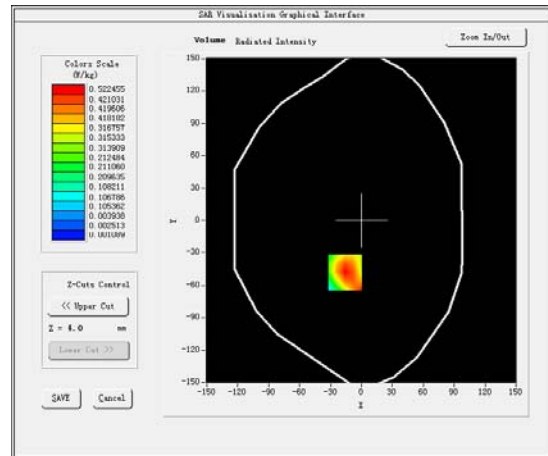 SAR Visualisation Graphical Interface
Volume Radiated Intensity
Zoom In/Out
Colors Scale
(W/kg)
0.522455
0.421031
0.419606
0.418182
0.316757
0.315333
0.313909
0.212484
0.211060
0.209635
0.108211
0.106786
0.105362
0.003938
0.002513
0.001089
Z-Cuts Control
<< Upper Cut
Z = 4.0 mm
Lower Cut >>
SAVE Cancel
150
120
90
60
30
0
-30
-60
-90
-120
-150
Y
-150 -120 -90 -60 -30 0 30 60 90 120 150
X